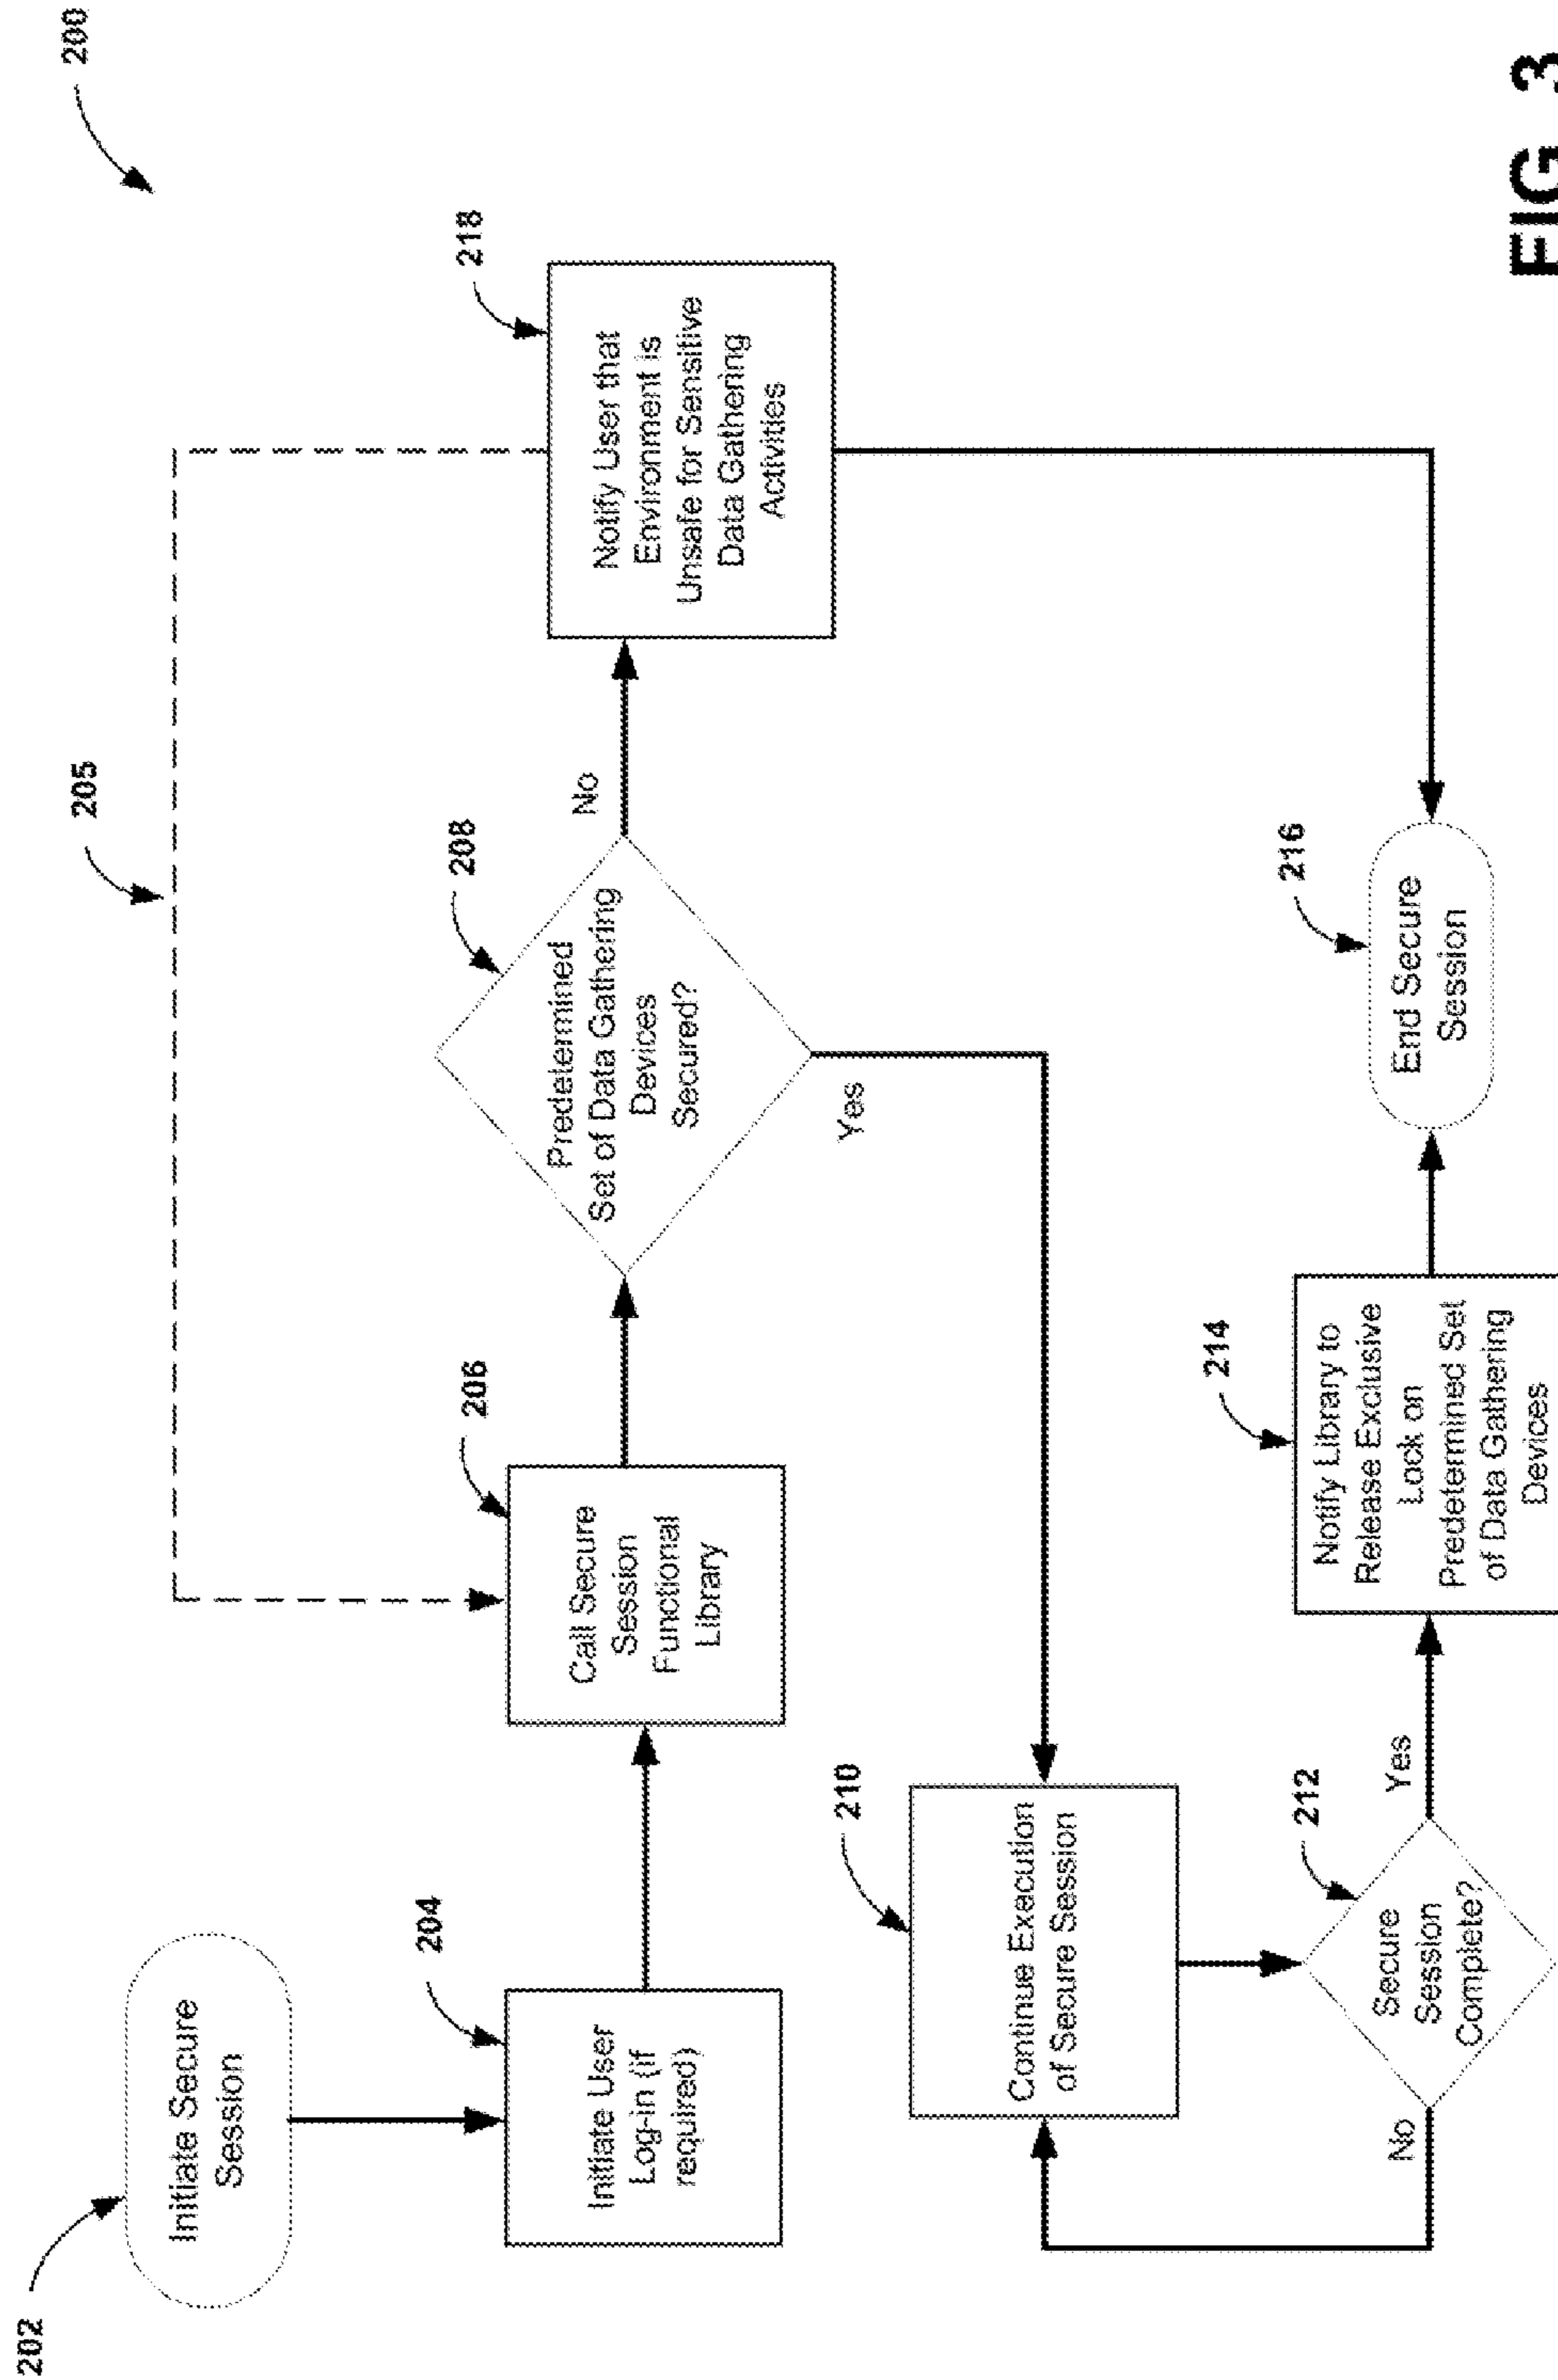 200
205
202
Initiate Secure
Session
204
Initiate User
Log-in (if
required)
206
Call Secure
Session
Functional
Library
208
Predetermined
Set of Data Gathering
Devices
Secured?
No
Yes
218
Notify User that
Environment is
Unsafe for Sensitive
Data Gathering
Activities
210
Continue Execution
of Secure Session
212
Secure
Session
Complete?
No
Yes
214
Notify Library to
Release Exclusive
Lock on
Predetermined Set
of Data Gathering
Devices
216
End Secure
Session
FIG. 3